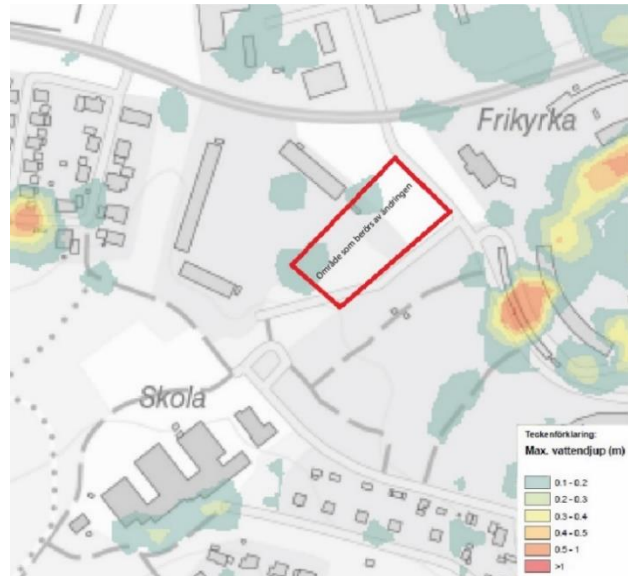 Frikyrka
Område som berörs av ändringen
Skola
Teckenförklaring:
Max. vattendjup (m)
0.1 - 0.2
0.2 - 0.3
0.3 - 0.4
0.4 - 0.5
0.5 - 1
>1